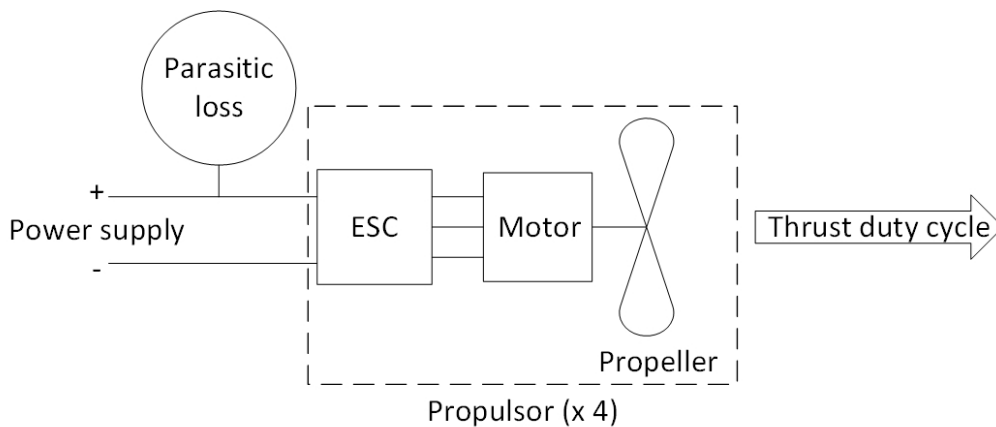 Parasitic
loss
+
Power supply
-
ESC
Motor
Propeller
Thrust duty cycle
Propulsor (x 4)